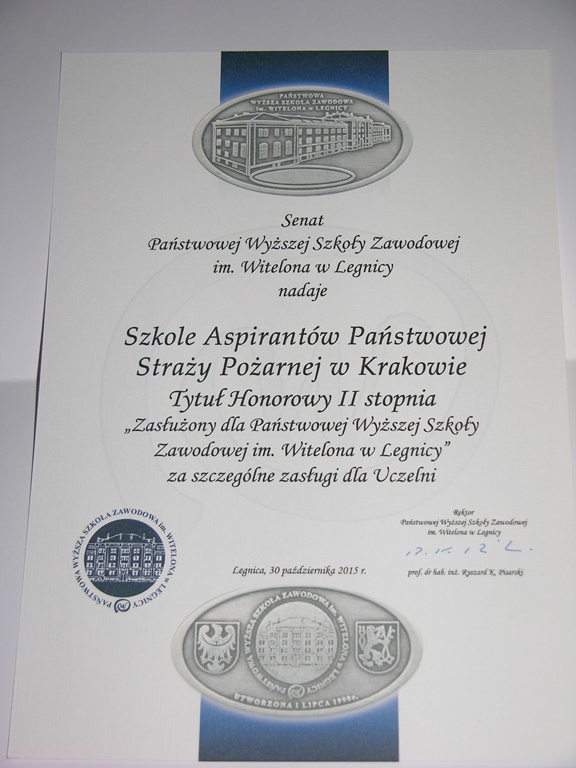 PAŃSTWOWA
WYŻSZA SZKOŁA ZAWODOWA
im. WITELONA w LEGNICY
Senat
Państwowej Wyższej Szkoły Zawodowej
im. Witelona w Legnicy
nadaje
Szkole Aspirantów Państwowej
Straży Pożarnej w Krakowie
Tytuł Honorowy II stopnia
„Zasłużony dla Państwowej Wyższej Szkoły
Zawodowej im. Witelona w Legnicy”
za szczególne zasługi dla Uczelni
PAŃSTWOWA WYŻSZA SZKOŁA ZAWODOWA im. WITELONA w LEGNICY
Legnica, 30 października 2015 r.
Rektor
Państwowej Wyższej Szkoły Zawodowej
im. Witelona w Legnicy
prof. dr hab. inż. Ryszard K. Pisarski
PAŃSTWOWA WYŻSZA SZKOŁA ZAWODOWA im. WITELONA w LEGNICY
UTWORZONA 1 LIPCA 1998r.